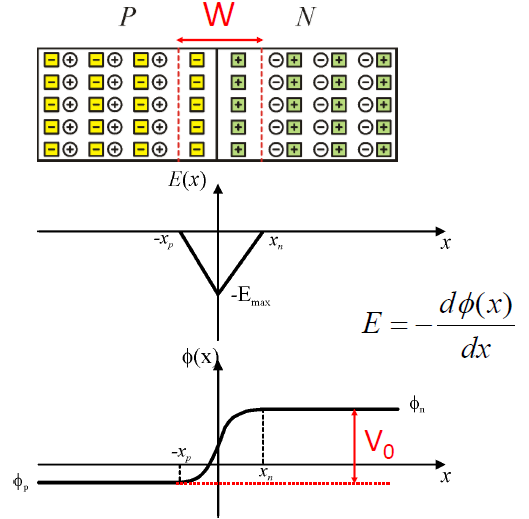 P W N
− + − + − + − + − + − + − +
− + − + − + − + − + − + − +
− + − + − + − + − + − + − +
− + − + − + − + − + − + − +
− + − + − + − + − + − + − +
E(x)
-xₚ xₙ x
-Eₘₐₓ
E = − dϕ(x)/dx
ϕ(x)
ϕₙ
-xₚ V₀
xₙ x
ϕₚ